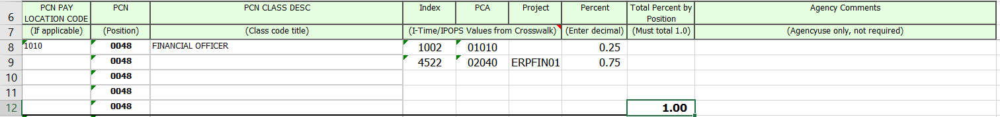 6 PCN PAY LOCATION CODE PCN PCN CLASS DESC Index PCA Project Percent Total Percent by Position Agency Comments
7 (If applicable) (Position) (Class code title) (I-Time/IPOPS Values from Crosswalk) (Enter decimal) (Must total 1.0) (Agencyuse only, not required)
8 1010 0048 FINANCIAL OFFICER 1002 01010 0.25
9 0048 4522 02040 ERPFIN01 0.75
10 0048
11 0048
12 0048 1.00